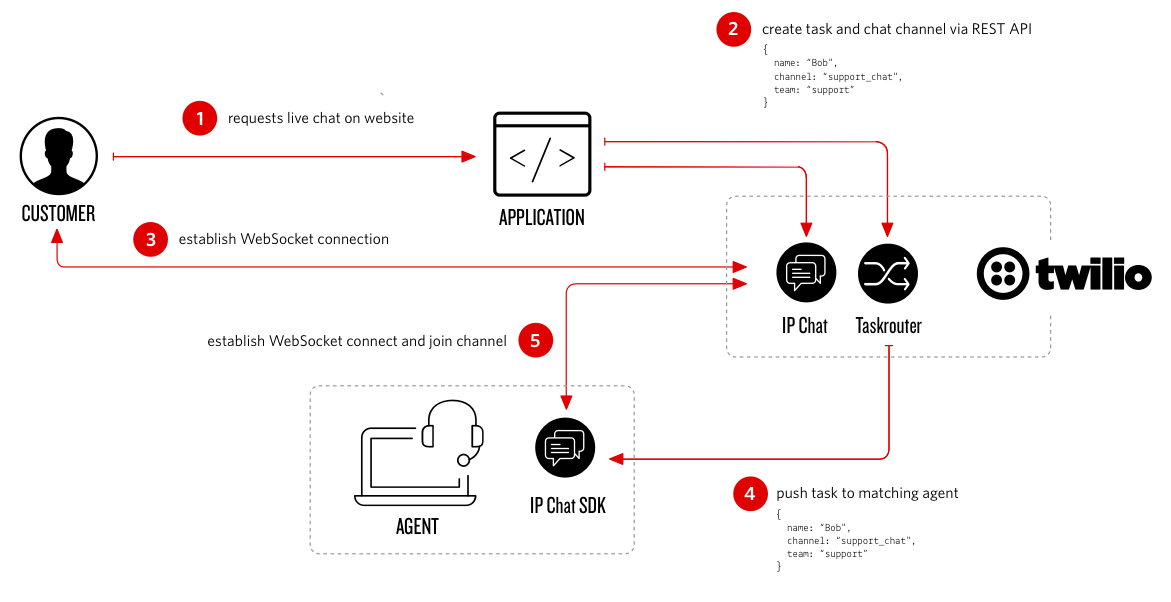 2 create task and chat channel via REST API
{
name: “Bob”,
channel: “support_chat”,
team: “support”
}
1 requests live chat on website
</>
CUSTOMER
APPLICATION
3 establish WebSocket connection
twilio
IP Chat
Taskrouter
establish WebSocket connect and join channel 5
AGENT
IP Chat SDK
4 push task to matching agent
{
name: “Bob”,
channel: “support_chat”,
team: “support”
}